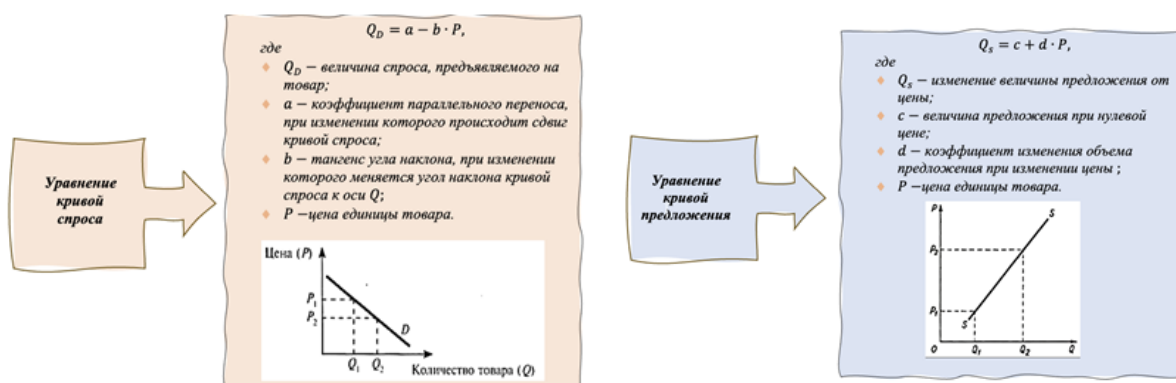 Уравнение
кривой
спроса
Q_D = a − b · P,
где
Q_D – величина спроса, предъявляемого на
товар;
a – коэффициент параллельного переноса,
при изменении которого происходит сдвиг
кривой спроса;
b – тангенс угла наклона, при изменении
которого меняется угол наклона кривой
спроса к оси Q;
P –цена единицы товара.
Цена (P)
P₁
P₂
D
Q₁ Q₂
Количество товара (Q)
Уравнение
кривой
предложения
Q_s = c + d · P,
где
Q_s – изменение величины предложения от
цены;
c – величина предложения при нулевой
цене;
d – коэффициент изменения объема
предложения при изменении цены ;
P –цена единицы товара.
P
S
P₂
P₁
S
O Q₁ Q₂ Q